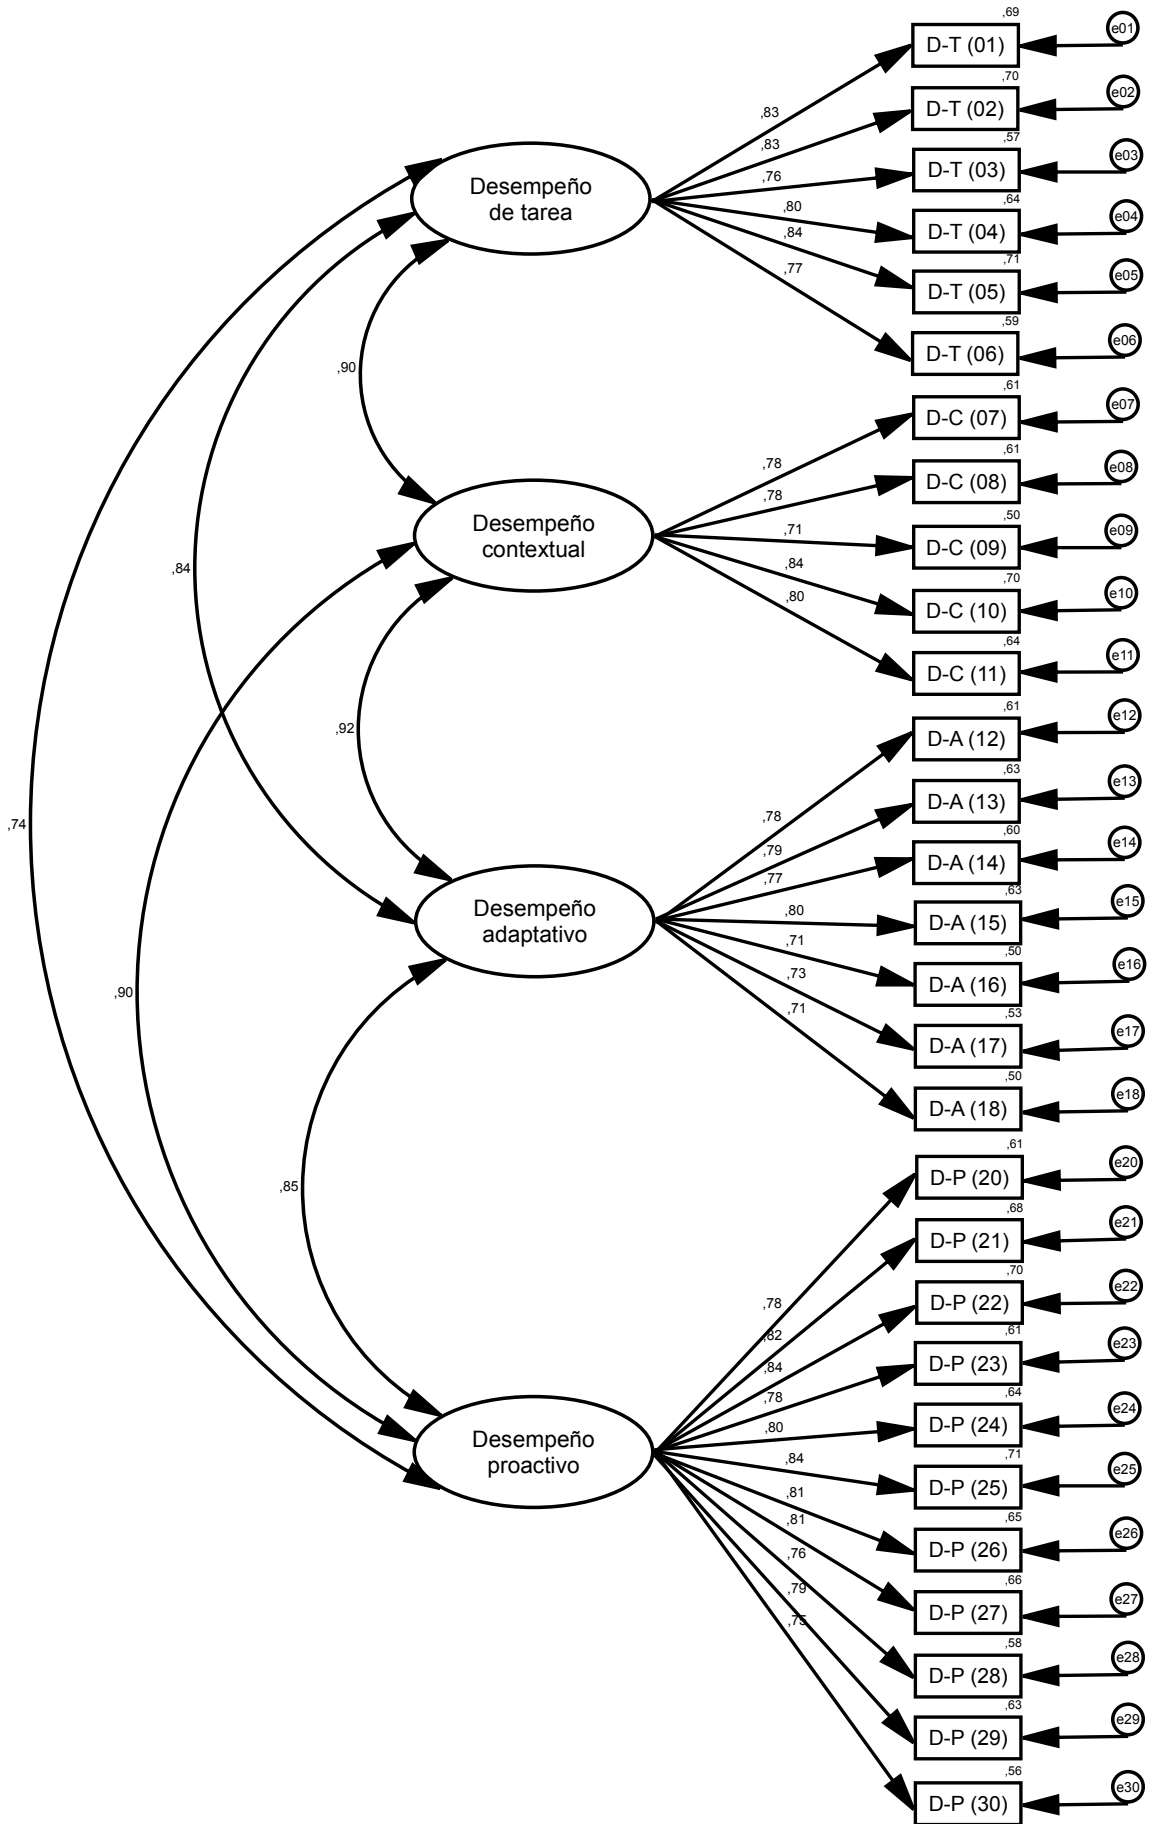 ,69
e01
D-T (01)
,70
e02
,83
D-T (02)
,57
e03
,83
D-T (03)
,76
,64
e04
Desempeño
de tarea
,80
D-T (04)
,84
,71
e05
,77
D-T (05)
,59
e06
D-T (06)
,90
,61
e07
D-C (07)
,61
e08
,78
D-C (08)
,78
,50
e09
Desempeño
contextual
,71
D-C (09)
,84
,84
,70
e10
,80
D-C (10)
,64
e11
D-C (11)
,92
,61
e12
D-A (12)
,63
e13
,78
D-A (13)
,74
,79
,60
e14
,77
D-A (14)
,63
e15
Desempeño
adaptativo
,80
D-A (15)
,71
,50
e16
,90
,73
D-A (16)
,71
,53
e17
D-A (17)
,50
e18
D-A (18)
,61
e20
,85
D-P (20)
,68
e21
D-P (21)
,70
e22
,78
D-P (22)
,82
,61
e23
,84
D-P (23)
,78
,64
e24
Desempeño
proactivo
,80
D-P (24)
,84
,71
e25
,81
D-P (25)
,81
,65
e26
,76
D-P (26)
,79
,66
e27
,75
D-P (27)
,58
e28
D-P (28)
,63
e29
D-P (29)
,56
e30
D-P (30)